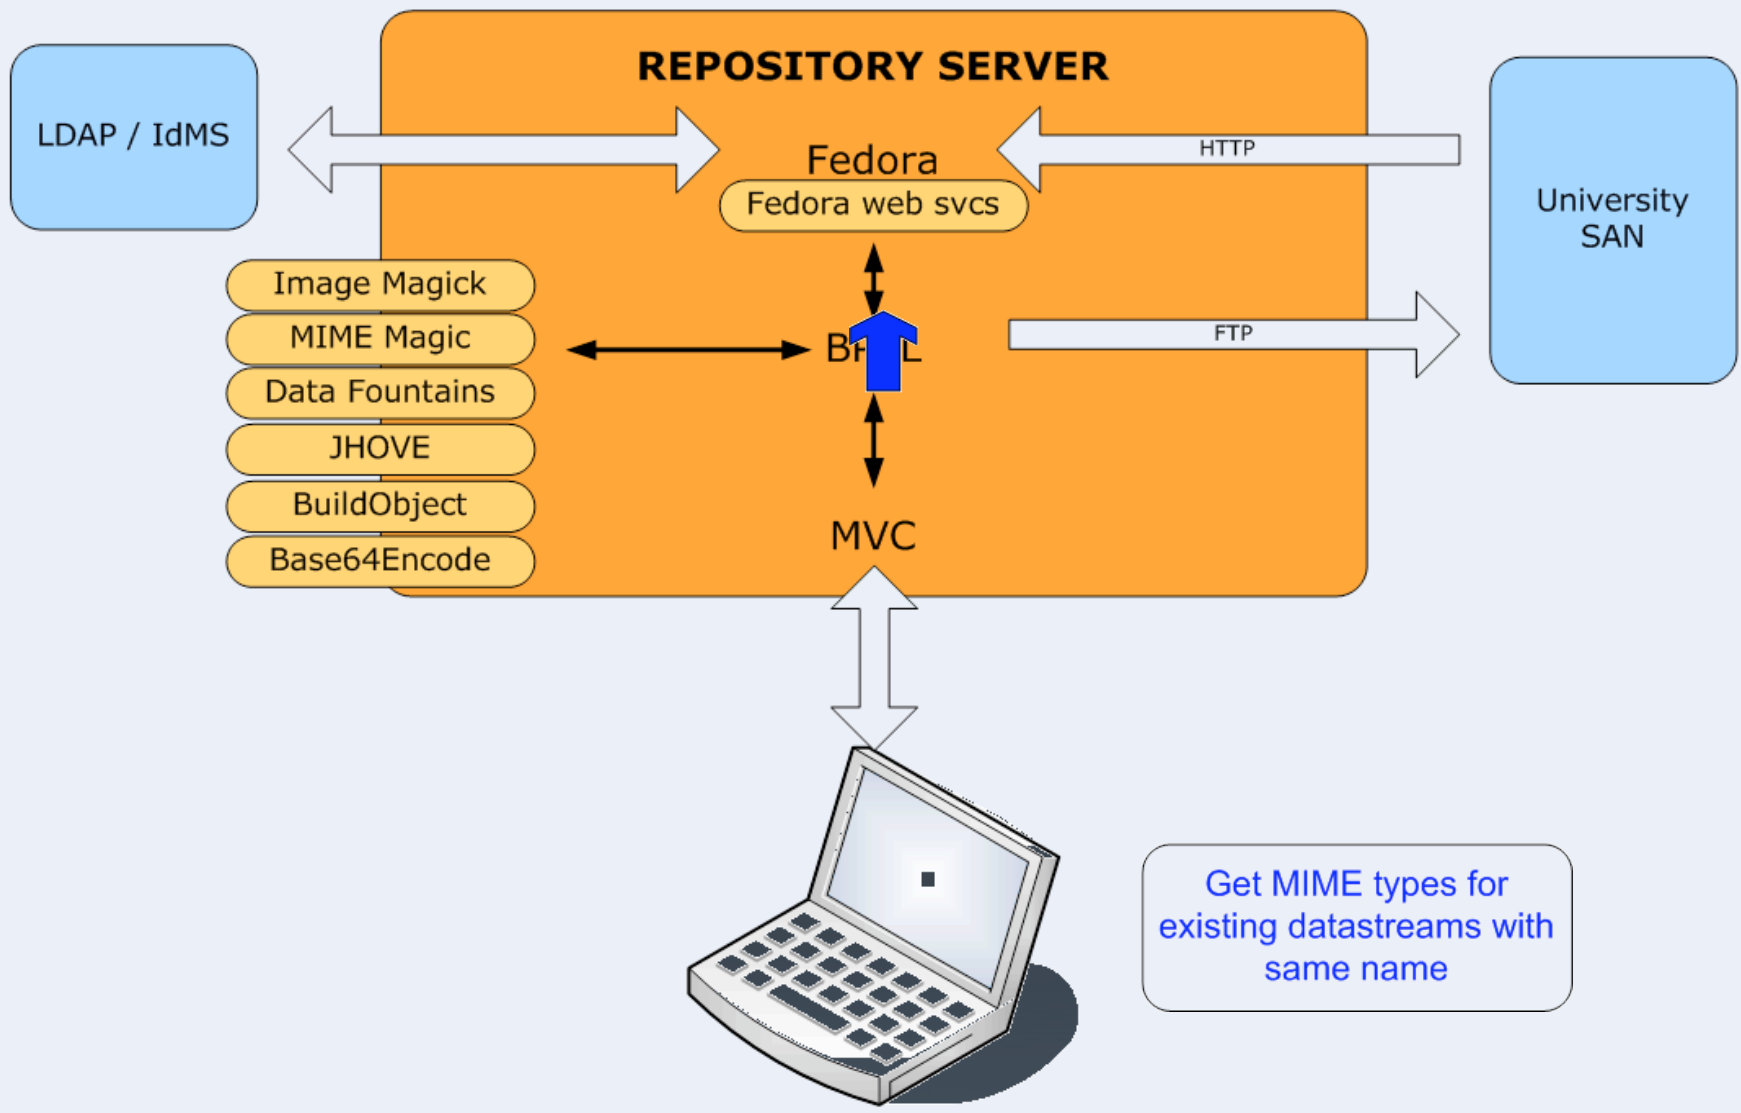 REPOSITORY SERVER
LDAP / IdMS
HTTP
Fedora
Fedora web svcs
University
SAN
Image Magick
MIME Magic
Data Fountains
JHOVE
BuildObject
Base64Encode
FTP
MVC
Get MIME types for
existing datastreams with
same name